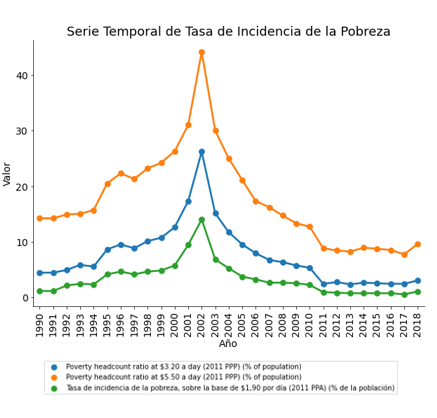 Serie Temporal de Tasa de Incidencia de la Pobreza
Valor
40
30
20
10
0
1990 1991 1992 1993 1994 1995 1996 1997 1998 1999 2000 2001 2002 2003 2004 2005 2006 2007 2008 2009 2010 2011 2012 2013 2014 2015 2016 2017 2018
Año
Poverty headcount ratio at $3.20 a day (2011 PPP) (% of population)
Poverty headcount ratio at $5.50 a day (2011 PPP) (% of population)
Tasa de incidencia de la pobreza, sobre la base de $1,90 por día (2011 PPA) (% de la población)